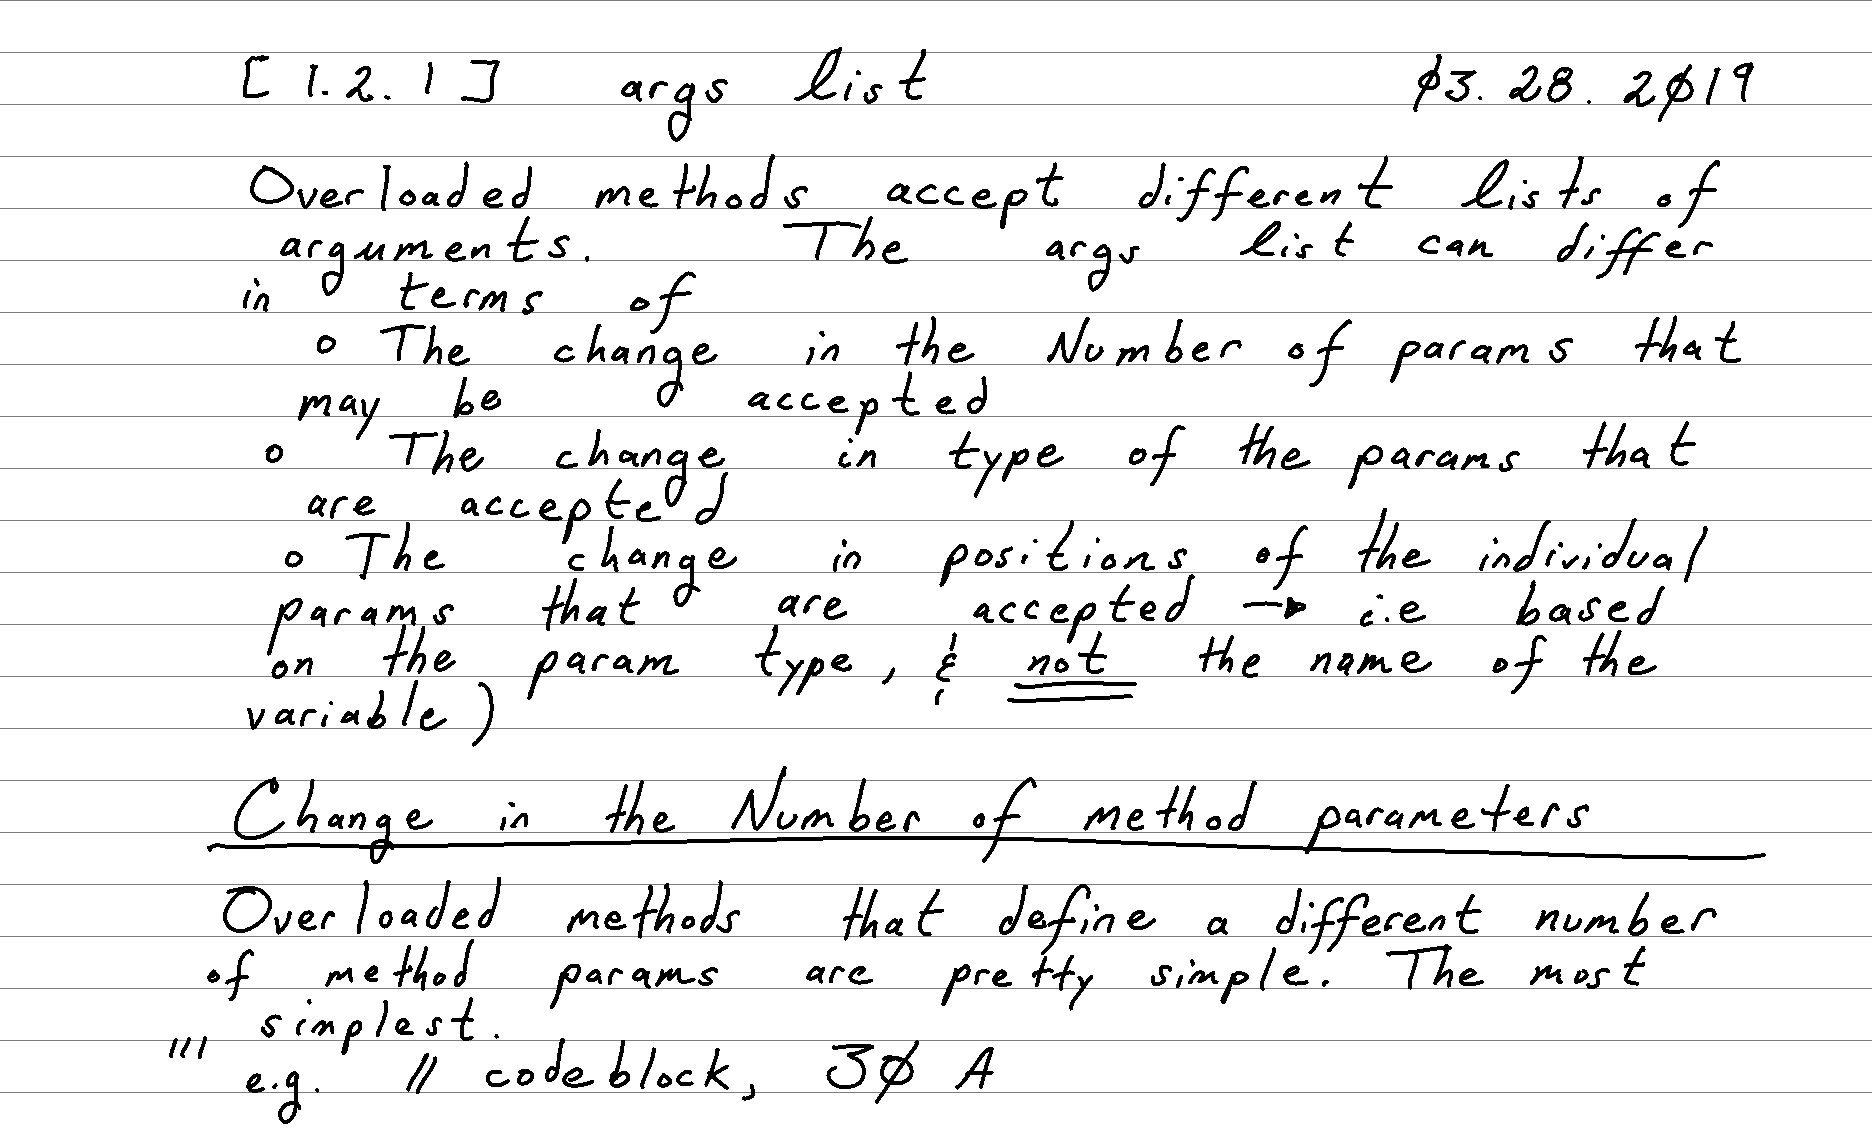 [ 1.2.1 ] args list 03.28.2019
Overloaded methods accept different lists of
arguments. The args list can differ
in terms of
o The change in the Number of params that
may be accepted
o The change in type of the params that
are accepted
o The change in positions of the individual
params that are accepted → i.e based
on the param type, & not the name of the
variable)
Change in the Number of method parameters
Overloaded methods that define a different number
of method params are pretty simple. The most
simplest.
''' e.g. // codeblock, 30 A